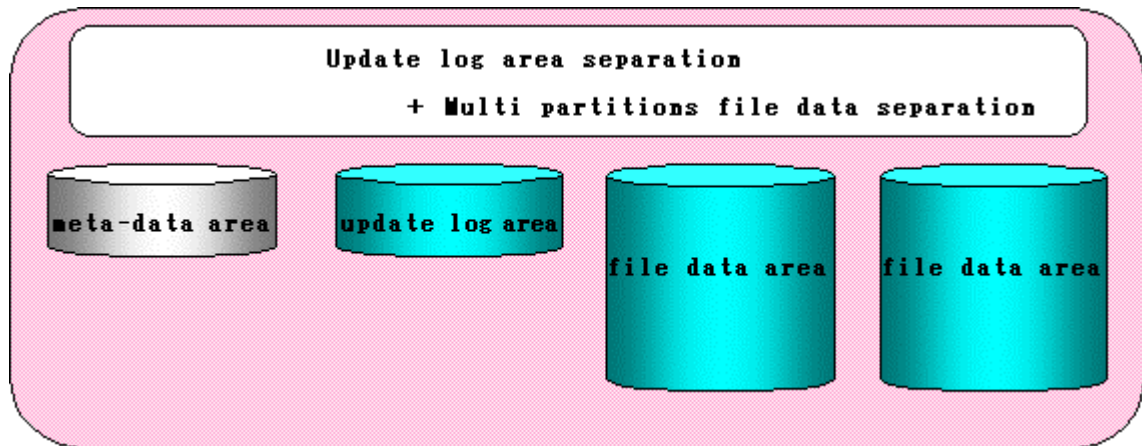 Update log area separation
+ Multi partitions file data separation
meta-data area
update log area
file data area
file data area